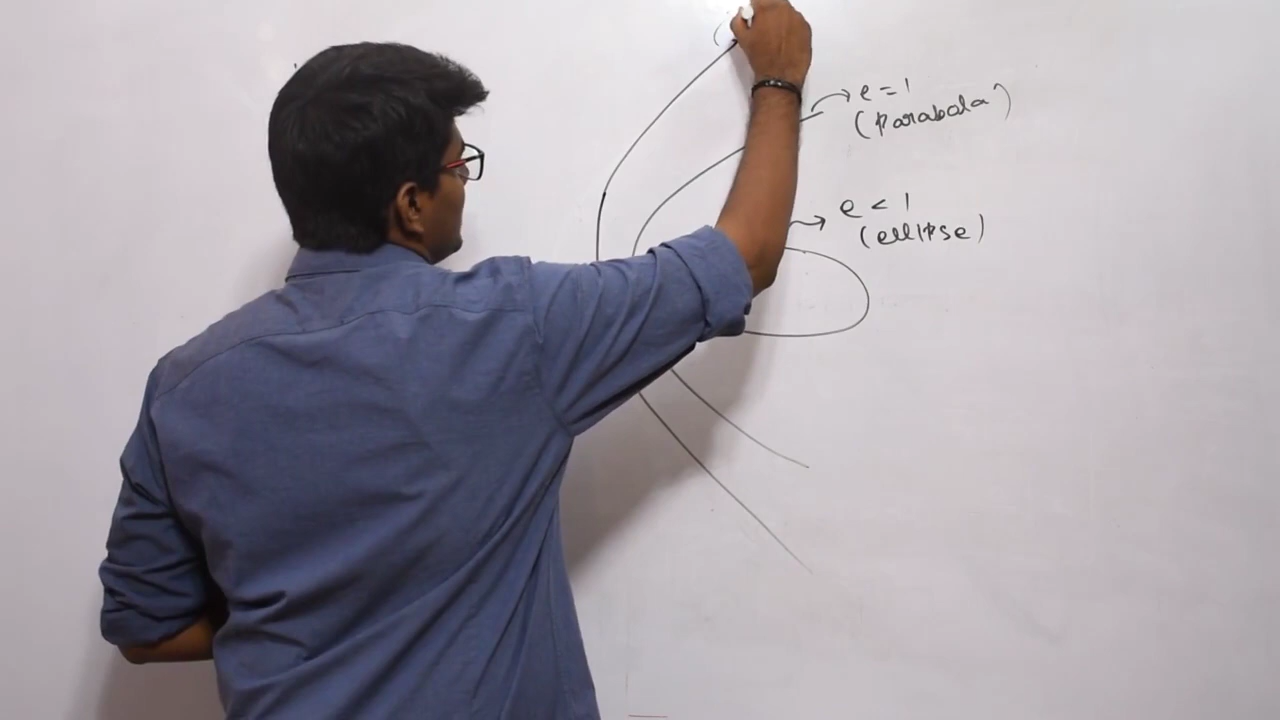 e = 1
(parabola)
e < 1
(ellipse)